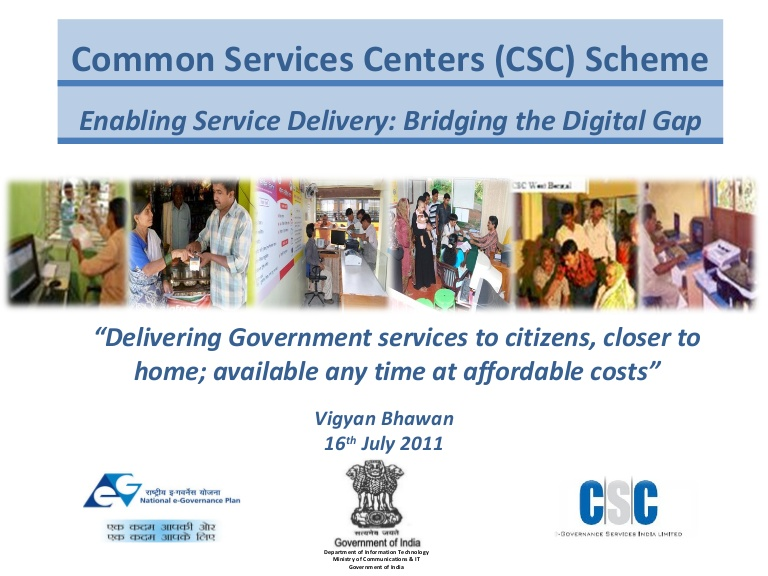 Common Services Centers (CSC) Scheme
Enabling Service Delivery: Bridging the Digital Gap
CSC West Bengal
“Delivering Government services to citizens, closer to
home; available any time at affordable costs”
Vigyan Bhawan
16th July 2011
राष्ट्रीय इ-गवर्नेंस योजना
National e-Governance Plan
एक कदम आपकी ओर
एक कदम आपके लिए
सत्यमेव जयते
Government of India
Department of Information Technology
Ministry of Communications & IT
Government of India
CSC
e-GOVERNANCE SERVICES INDIA LIMITED